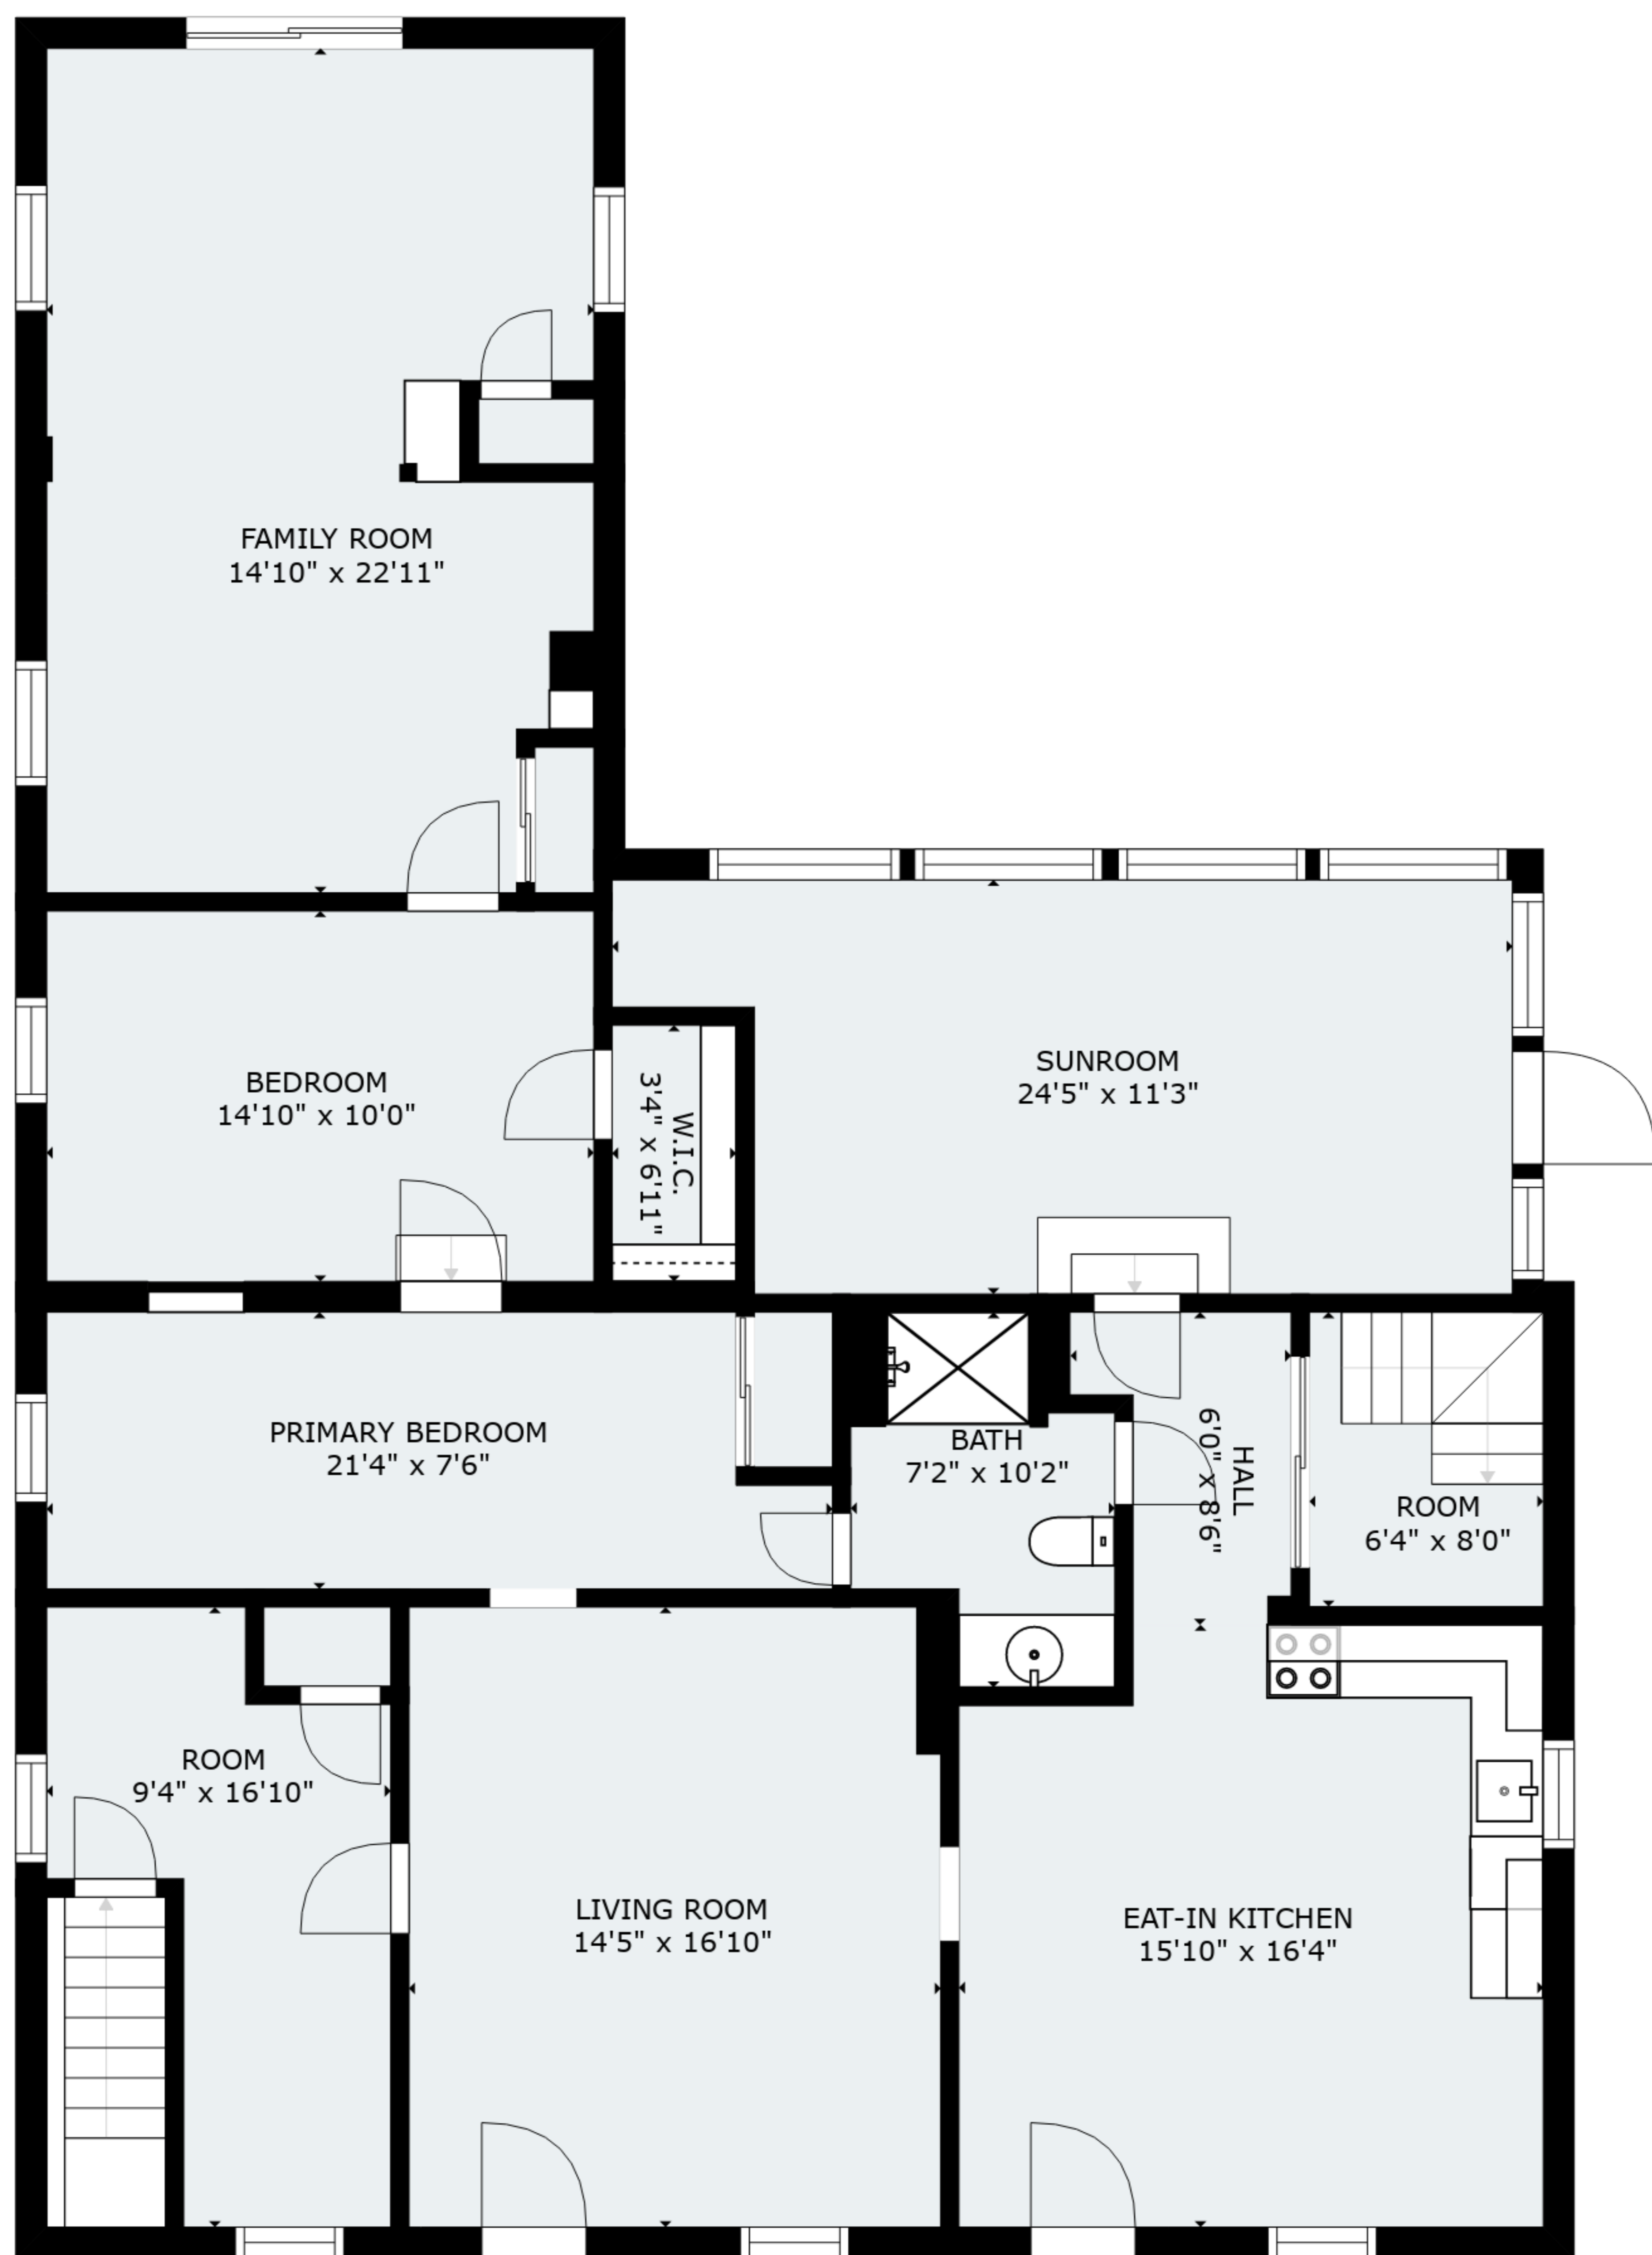 FAMILY ROOM
14'10" x 22'11"
BEDROOM
14'10" x 10'0"
W.I.C.
3'4" x 6'11"
SUNROOM
24'5" x 11'3"
PRIMARY BEDROOM
21'4" x 7'6"
BATH
7'2" x 10'2"
HALL
6'0" x 8'6"
ROOM
6'4" x 8'0"
ROOM
9'4" x 16'10"
LIVING ROOM
14'5" x 16'10"
EAT-IN KITCHEN
15'10" x 16'4"